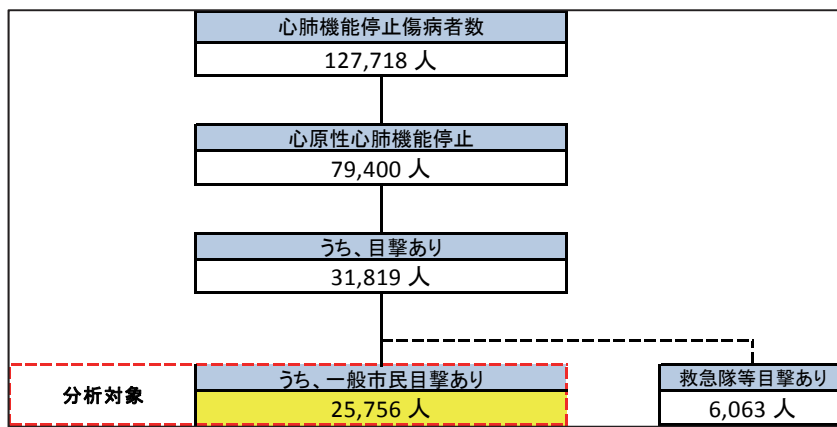 心肺機能停止傷病者数
127,718 人
心原性心肺機能停止
79,400 人
うち、目撃あり
31,819 人
分析対象
うち、一般市民目撃あり
25,756 人
救急隊等目撃あり
6,063 人